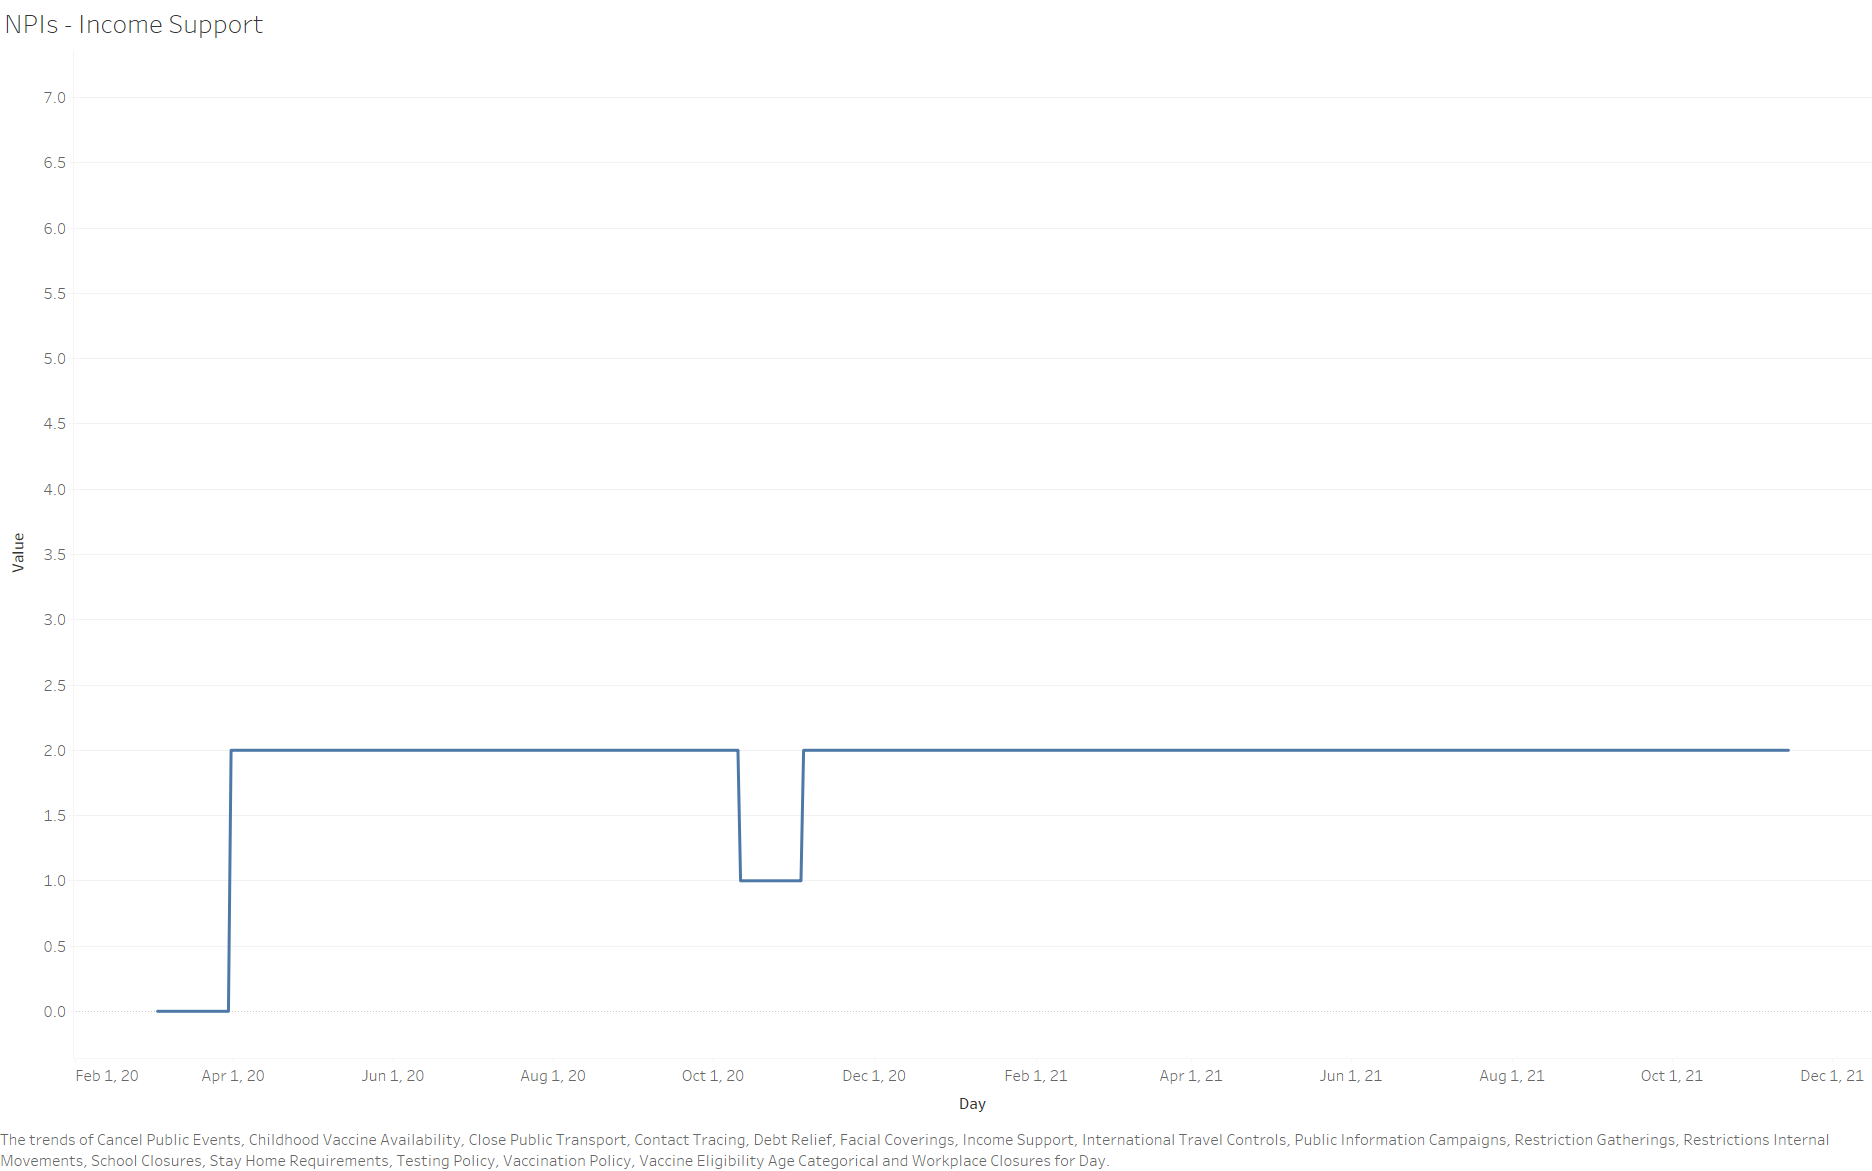 NPIs - Income Support
7.0
6.5
6.0
5.5
5.0
4.5
4.0
3.5
3.0
2.5
2.0
1.5
1.0
0.5
0.0
Value
Feb 1, 20 Apr 1, 20 Jun 1, 20 Aug 1, 20 Oct 1, 20 Dec 1, 20 Feb 1, 21 Apr 1, 21 Jun 1, 21 Aug 1, 21 Oct 1, 21 Dec 1, 21
Day
The trends of Cancel Public Events, Childhood Vaccine Availability, Close Public Transport, Contact Tracing, Debt Relief, Facial Coverings, Income Support, International Travel Controls, Public Information Campaigns, Restriction Gatherings, Restrictions Internal
Movements, School Closures, Stay Home Requirements, Testing Policy, Vaccination Policy, Vaccine Eligibility Age Categorical and Workplace Closures for Day.